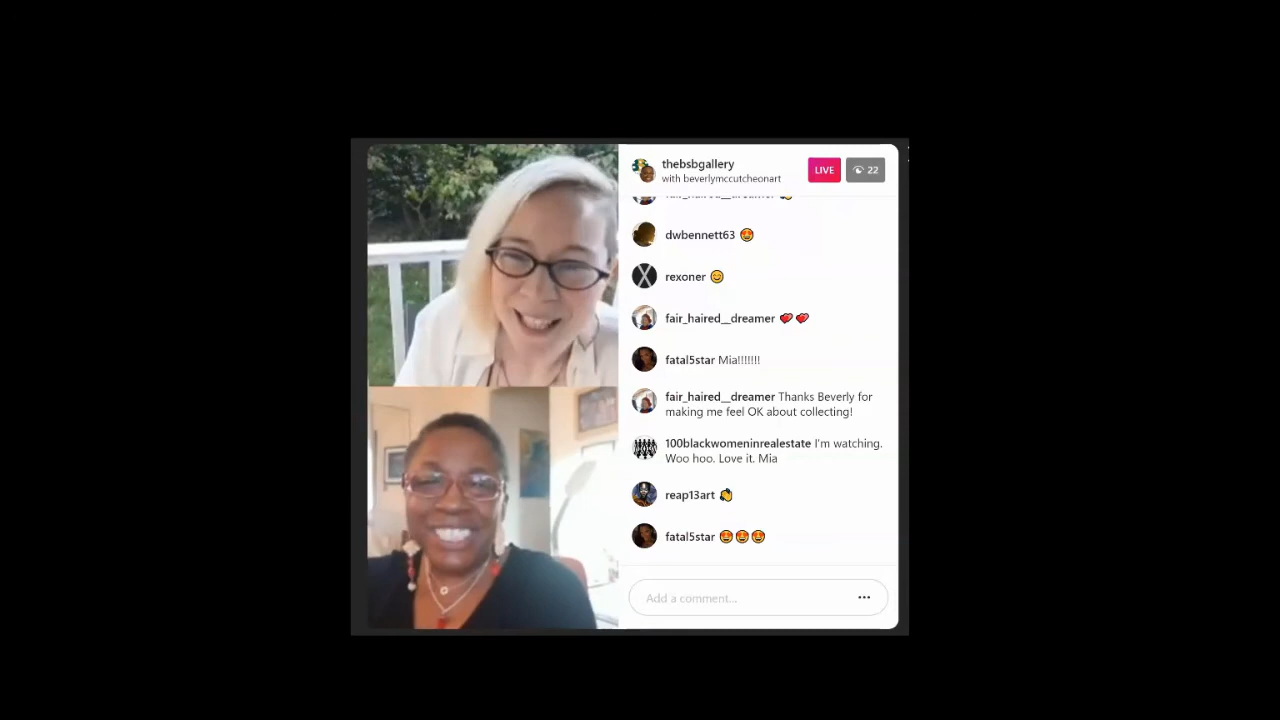 thebsbgallery
with beverlymccutcheonart
LIVE
22
dwbennett63
rexoner
fair_haired__dreamer
fatal5star Mia!!!!!!!
fair_haired__dreamer Thanks Beverly for
making me feel OK about collecting!
100blackwomeninrealestate I'm watching.
Woo hoo. Love it. Mia
reap13art
fatal5star
Add a comment...